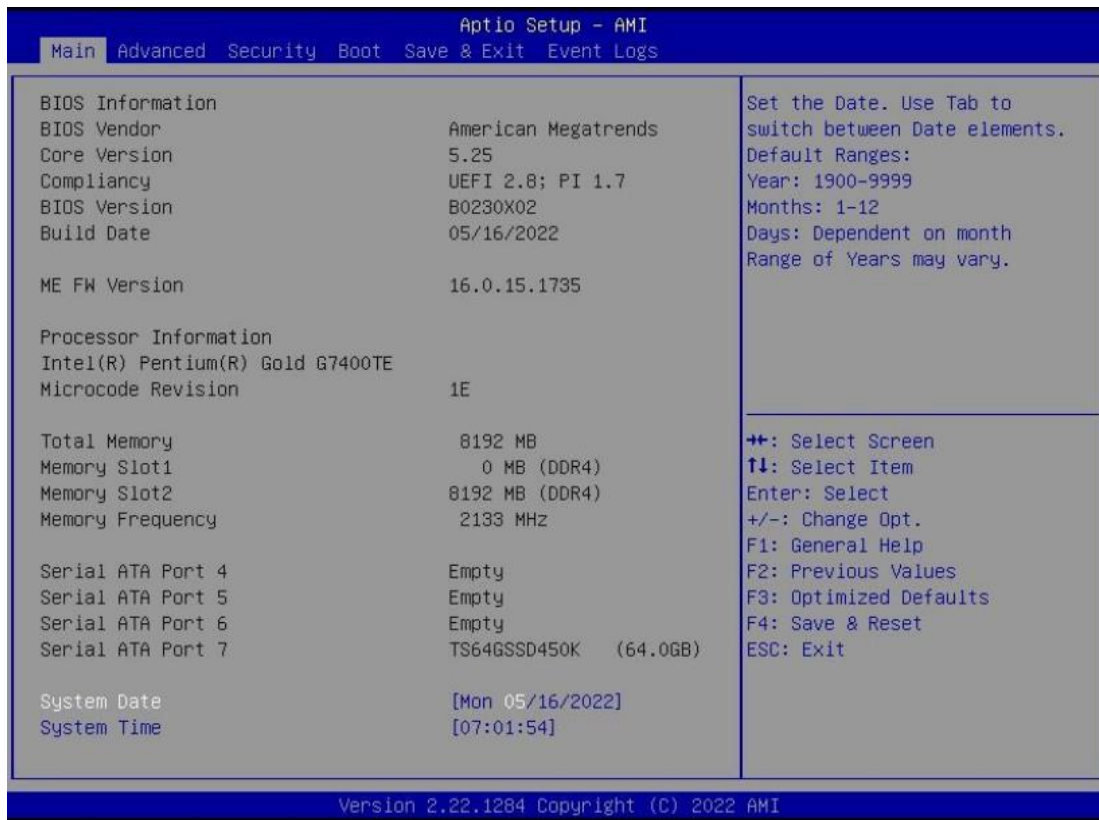 Aptio Setup - AMI
Main Advanced Security Boot Save & Exit Event Logs
BIOS Information
BIOS Vendor American Megatrends
Core Version 5.25
Compliancy UEFI 2.8; PI 1.7
BIOS Version B0230X02
Build Date 05/16/2022
ME FW Version 16.0.15.1735
Processor Information
Intel(R) Pentium(R) Gold G7400TE
Microcode Revision 1E
Total Memory 8192 MB
Memory Slot1 0 MB (DDR4)
Memory Slot2 8192 MB (DDR4)
Memory Frequency 2133 MHz
Serial ATA Port 4 Empty
Serial ATA Port 5 Empty
Serial ATA Port 6 Empty
Serial ATA Port 7 TS64GSSD450K (64.0GB)
System Date [Mon 05/16/2022]
System Time [07:01:54]
Set the Date. Use Tab to
switch between Date elements.
Default Ranges:
Year: 1900-9999
Months: 1-12
Days: Dependent on month
Range of Years may vary.
→←: Select Screen
↑↓: Select Item
Enter: Select
+/-: Change Opt.
F1: General Help
F2: Previous Values
F3: Optimized Defaults
F4: Save & Reset
ESC: Exit
Version 2.22.1284 Copyright (C) 2022 AMI